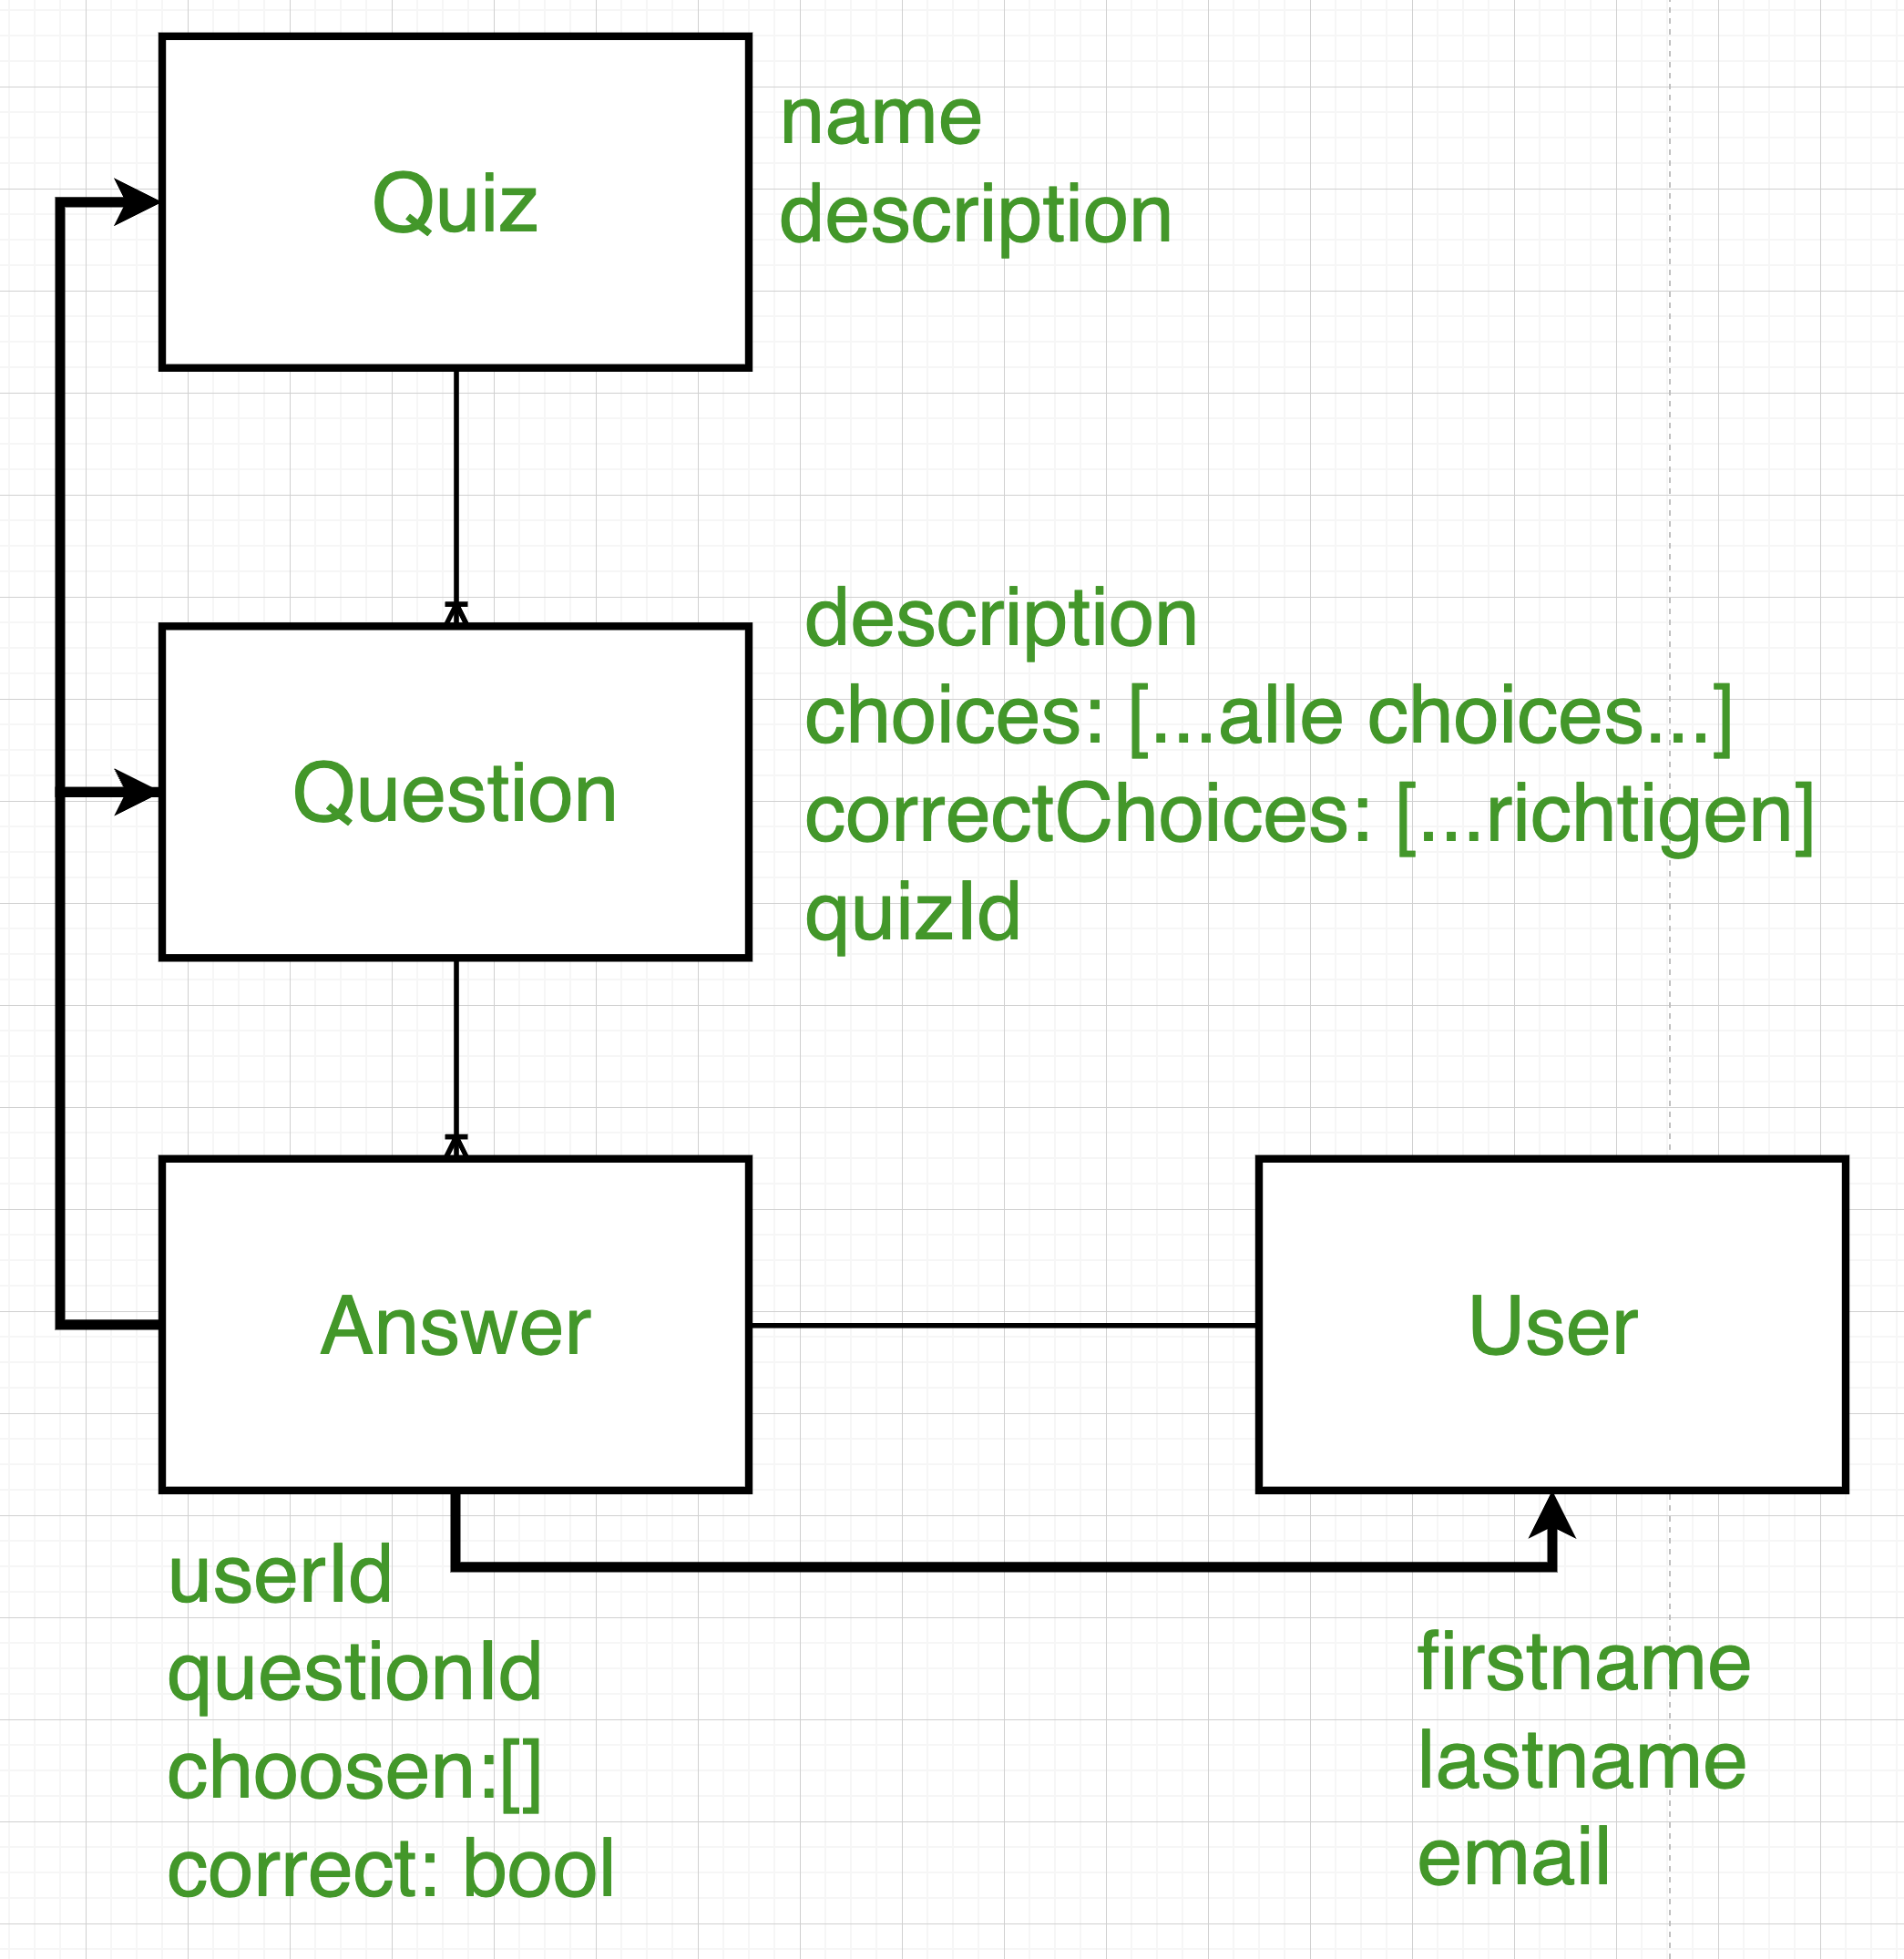 Quiz
name
description
Question
description
choices: [...alle choices...]
correctChoices: [...richtigen]
quizId
Answer
User
userId
questionId
choosen:[]
correct: bool
firstname
lastname
email